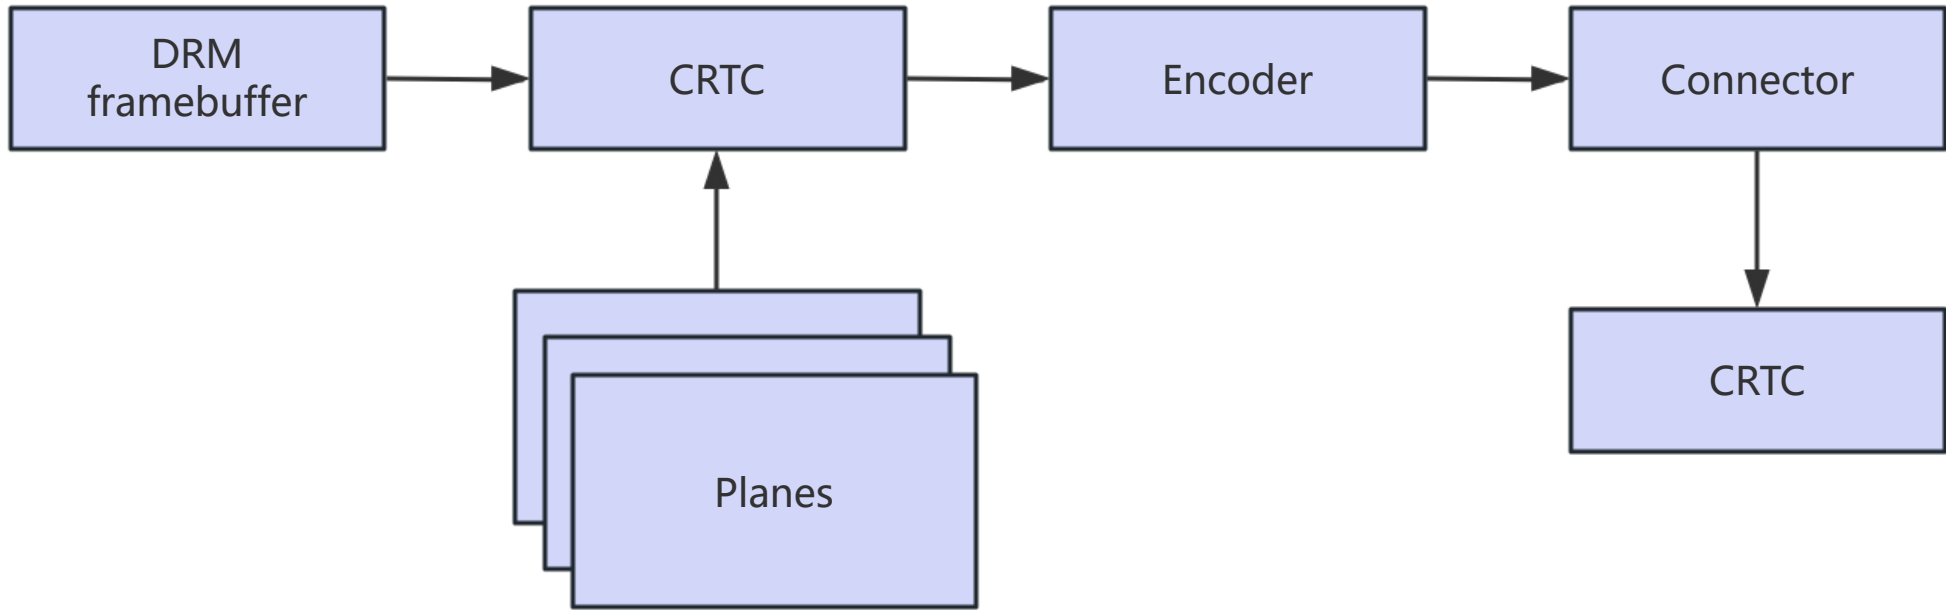 DRM
framebuffer
CRTC
Encoder
Connector
Planes
CRTC